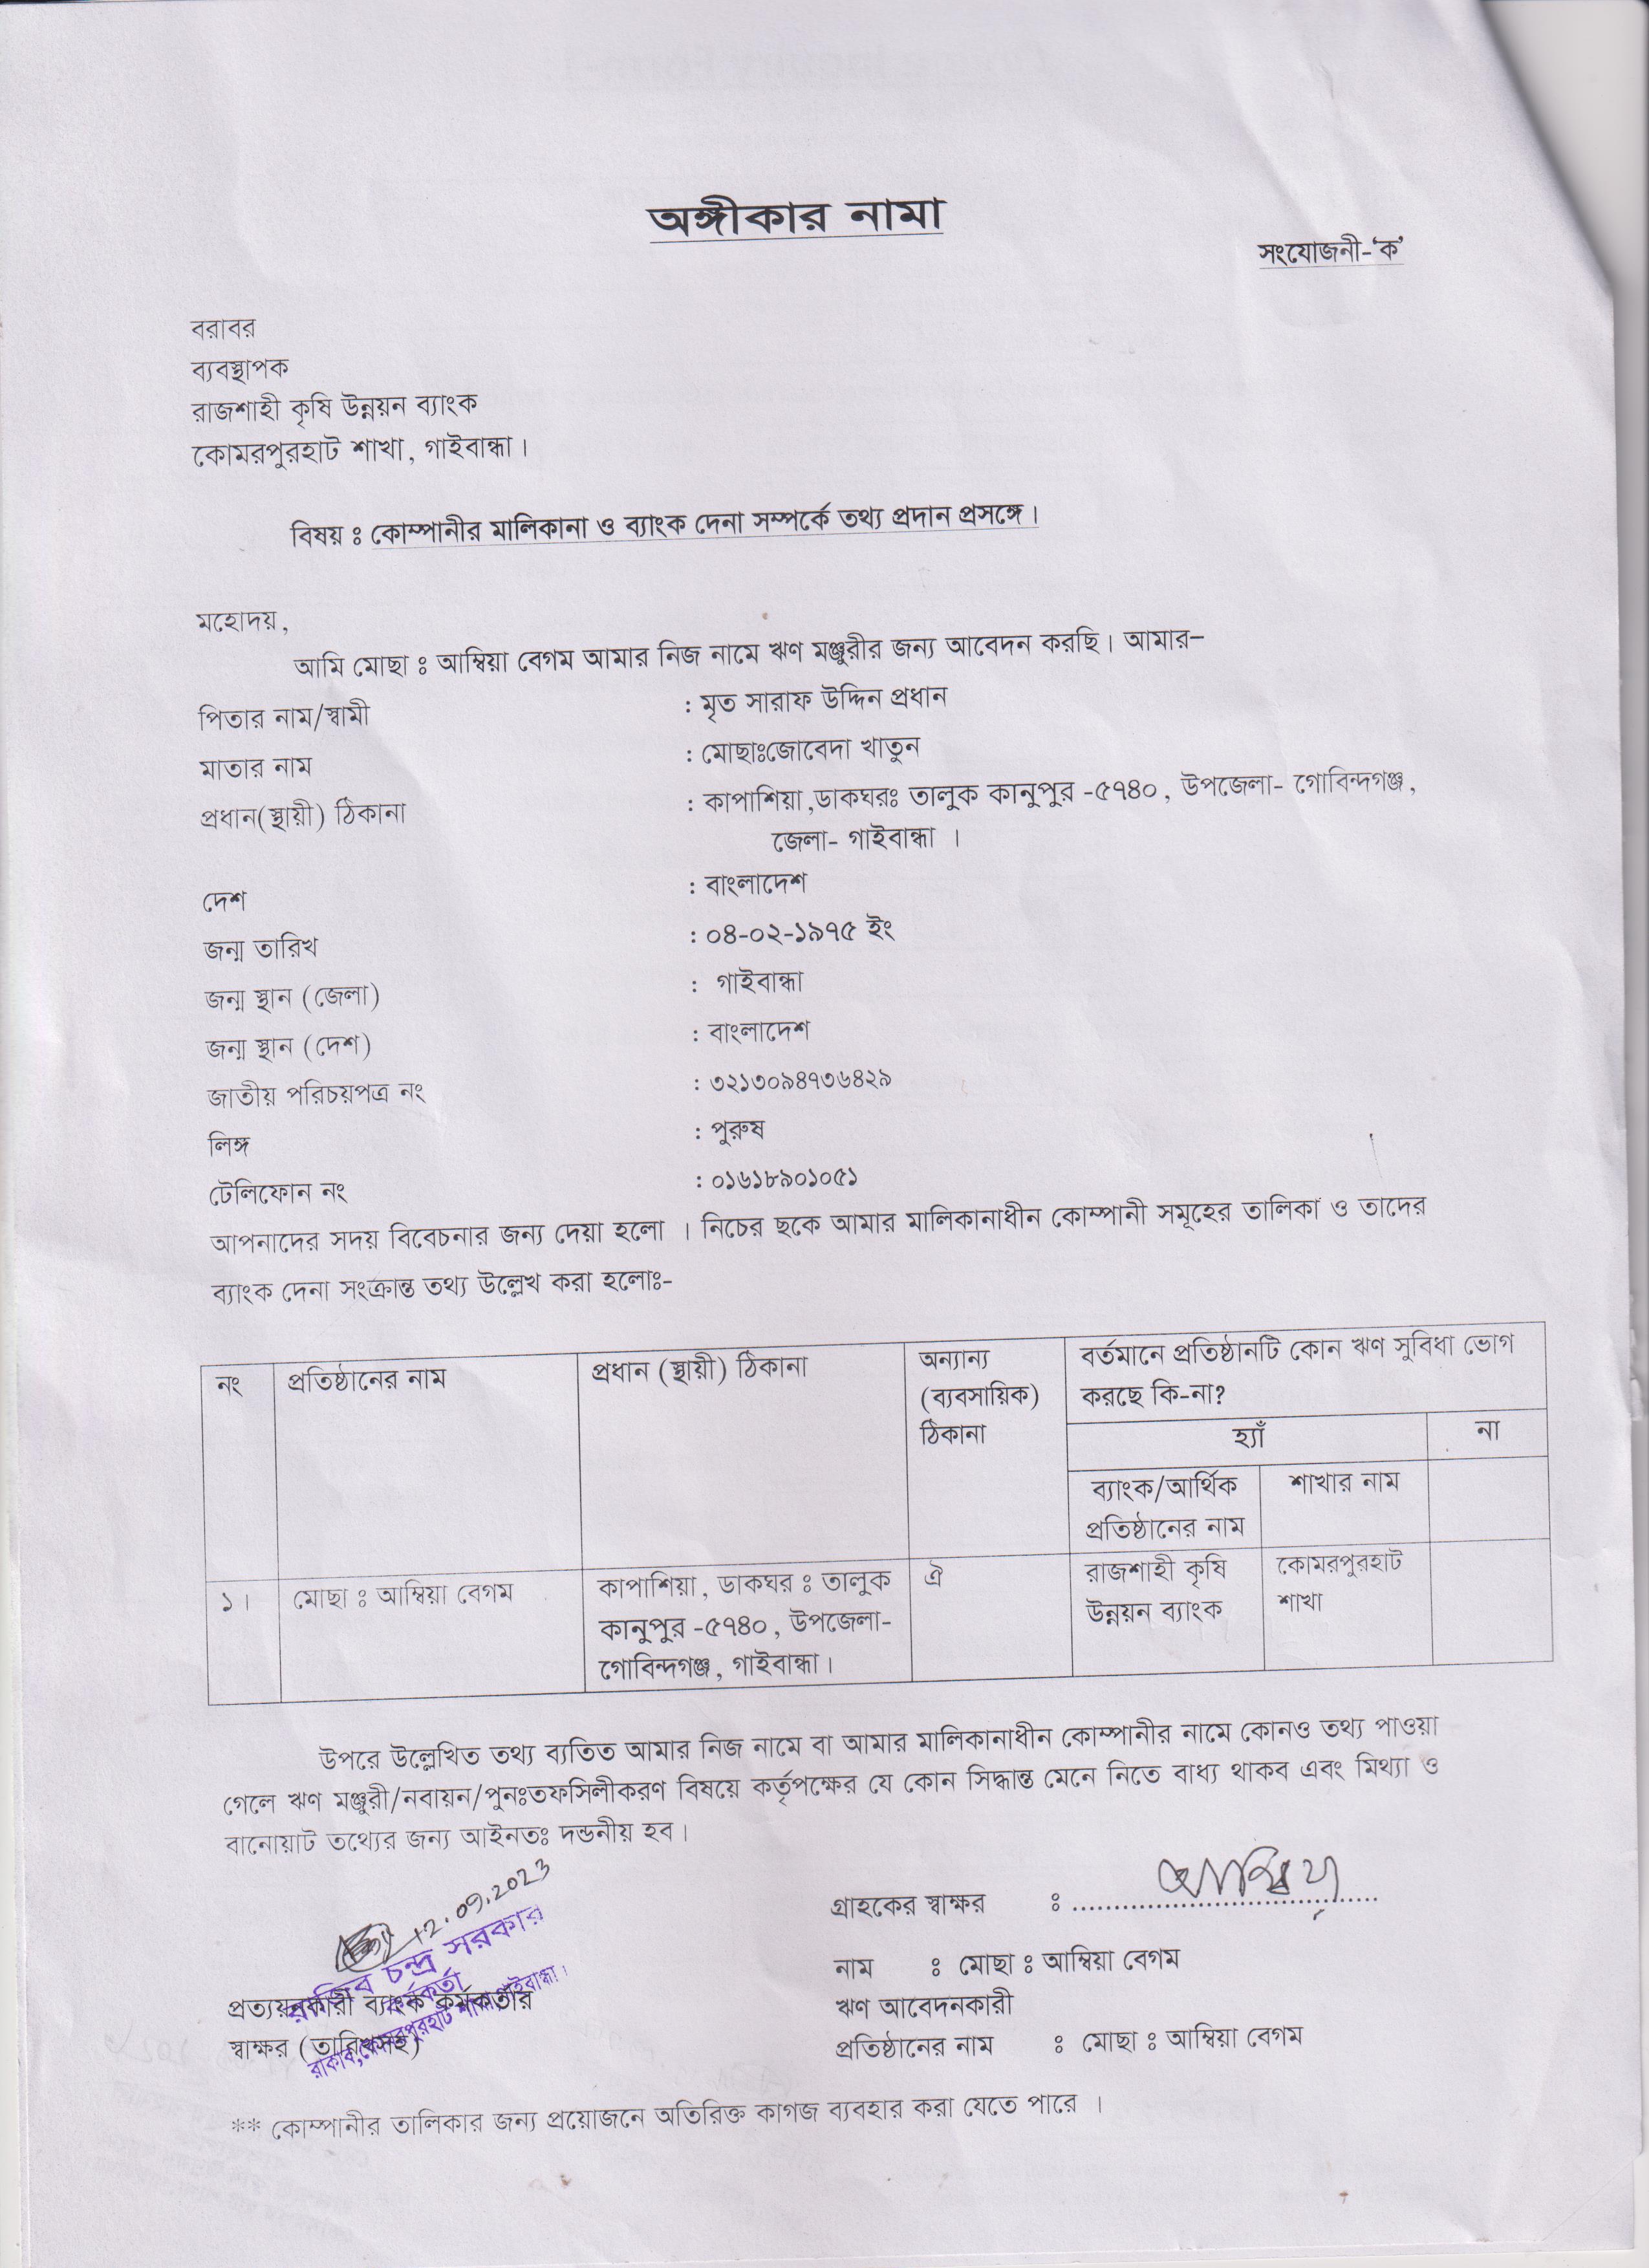 অঙ্গীকার নামা
সংযোজনী-‘ক’
বরাবর
ব্যবস্থাপক
রাজশাহী কৃষি উন্নয়ন ব্যাংক
কোমরপুরহাট শাখা, গাইবান্ধা।
বিষয় ঃ কোম্পানীর মালিকানা ও ব্যাংক দেনা সম্পর্কে তথ্য প্রদান প্রসঙ্গে।
মহোদয়,
আমি মোছা ঃ আম্বিয়া বেগম আমার নিজ নামে ঋণ মঞ্জুরীর জন্য আবেদন করছি। আমার–
পিতার নাম/স্বামী : মৃত সারাফ উদ্দিন প্রধান
মাতার নাম : মোছাঃজোবেদা খাতুন
প্রধান(স্থায়ী) ঠিকানা : কাপাশিয়া,ডাকঘরঃ তালুক কানুপুর -৫৭৪০, উপজেলা- গোবিন্দগঞ্জ,
জেলা- গাইবান্ধা ।
দেশ : বাংলাদেশ
জন্ম তারিখ : ০৪-০২-১৯৭৫ ইং
জন্ম স্থান (জেলা) : গাইবান্ধা
জন্ম স্থান (দেশ) : বাংলাদেশ
জাতীয় পরিচয়পত্র নং : ৩২১৩০৯৪৭৩৬৪২৯
লিঙ্গ : পুরুষ
টেলিফোন নং : ০১৬১৮৯০১০৫১
আপনাদের সদয় বিবেচনার জন্য দেয়া হলো । নিচের ছকে আমার মালিকানাধীন কোম্পানী সমূহের তালিকা ও তাদের
ব্যাংক দেনা সংক্রান্ত তথ্য উল্লেখ করা হলোঃ-
নং প্রতিষ্ঠানের নাম প্রধান (স্থায়ী) ঠিকানা অন্যান্য বর্তমানে প্রতিষ্ঠানটি কোন ঋণ সুবিধা ভোগ
(ব্যবসায়িক) করছে কি-না?
ঠিকানা হ্যাঁ না
ব্যাংক/আর্থিক শাখার নাম
প্রতিষ্ঠানের নাম
১। মোছা ঃ আম্বিয়া বেগম কাপাশিয়া, ডাকঘর ঃ তালুক ঐ রাজশাহী কৃষি কোমরপুরহাট
কানুপুর -৫৭৪০, উপজেলা- উন্নয়ন ব্যাংক শাখা
গোবিন্দগঞ্জ, গাইবান্ধা।
উপরে উল্লেখিত তথ্য ব্যতিত আমার নিজ নামে বা আমার মালিকানাধীন কোম্পানীর নামে কোনও তথ্য পাওয়া
গেলে ঋণ মঞ্জুরী/নবায়ন/পুনঃতফসিলীকরণ বিষয়ে কর্তৃপক্ষের যে কোন সিদ্ধান্ত মেনে নিতে বাধ্য থাকব এবং মিথ্যা ও
বানোয়াট তথ্যের জন্য আইনতঃ দন্ডনীয় হব।
12.09.2023
চন্দ্র সরকার
কর্মকর্তা
রাকাব,কোমরপুরহাট শাখা,গাইবান্ধা।
প্রত্যয়নকারী ব্যাংক কর্মকর্তার
স্বাক্ষর (তারিখসহ)
গ্রাহকের স্বাক্ষর ঃ আম্বিয়া
নাম ঃ মোছা ঃ আম্বিয়া বেগম
ঋণ আবেদনকারী
প্রতিষ্ঠানের নাম ঃ মোছা ঃ আম্বিয়া বেগম
** কোম্পানীর তালিকার জন্য প্রয়োজনে অতিরিক্ত কাগজ ব্যবহার করা যেতে পারে ।